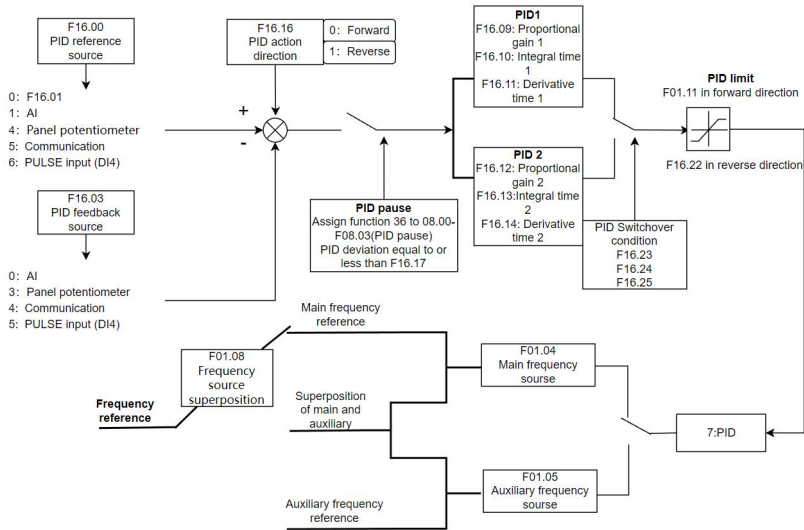 F16.00
PID reference
source
0: F16.01
1: AI
4: Panel potentiometer
5: Communication
6: PULSE input (DI4)
F16.03
PID feedback
source
0: AI
3: Panel potentiometer
4: Communication
5: PULSE input (DI4)
F16.16
PID action
direction
0: Forward
1: Reverse
+
-
PID pause
Assign function 36 to 08.00-
F08.03(PID pause)
PID deviation equal to or
less than F16.17
PID1
F16.09: Proportional
gain 1
F16.10: Integral time
1
F16.11: Derivative
time 1
PID 2
F16.12: Proportional
gain 2
F16.13:Integral time
2
F16.14: Derivative
time 2
PID Switchover
condition
F16.23
F16.24
F16.25
PID limit
F01.11 in forward direction
F16.22 in reverse direction
Main frequency
reference
F01.08
Frequency
source
superposition
Frequency
reference
Superposition
of main and
auxiliary
Auxiliary frequency
reference
F01.04
Main frequency
sourse
F01.05
Auxiliary frequency
sourse
7:PID